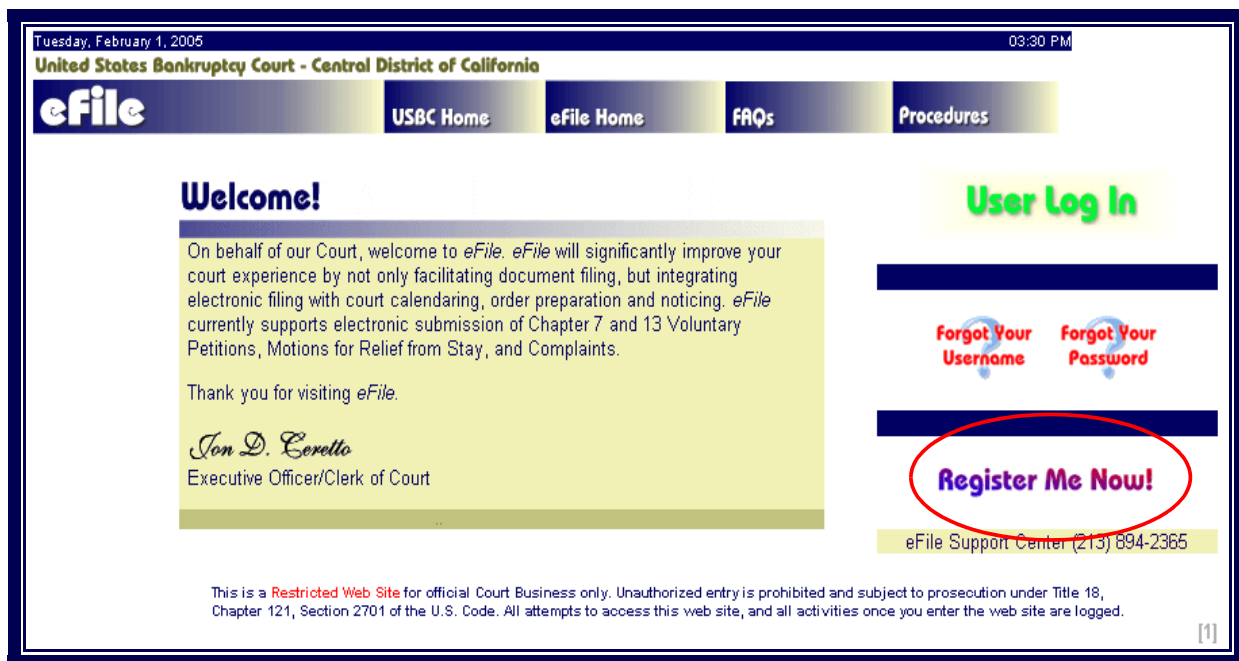 Tuesday, February 1, 2005 03:30 PM
United States Bankruptcy Court - Central District of California
eFile
USBC Home eFile Home FAQs Procedures
Welcome!
On behalf of our Court, welcome to eFile. eFile will significantly improve your
court experience by not only facilitating document filing, but integrating
electronic filing with court calendaring, order preparation and noticing. eFile
currently supports electronic submission of Chapter 7 and 13 Voluntary
Petitions, Motions for Relief from Stay, and Complaints.
Thank you for visiting eFile.
Jon D. Ceretto
Executive Officer/Clerk of Court
..
User Log In
Forgot Your Username
Forgot Your Password
Register Me Now!
eFile Support Center (213) 894-2365
This is a Restricted Web Site for official Court Business only. Unauthorized entry is prohibited and subject to prosecution under Title 18,
Chapter 121, Section 2701 of the U.S. Code. All attempts to access this web site, and all activities once you enter the web site are logged.
[1]